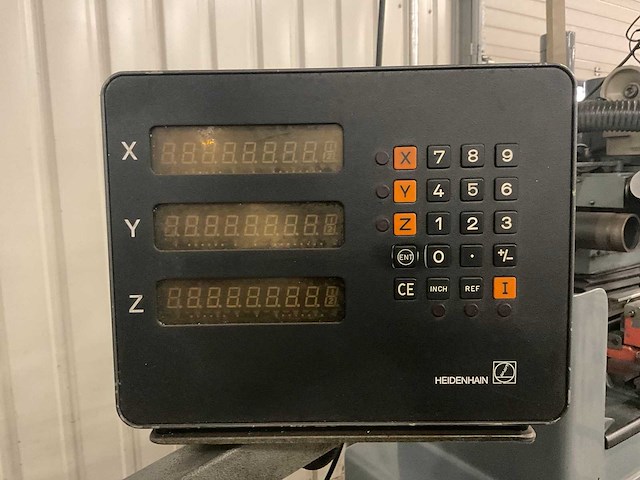 X
Y
Z
X 7 8 9
Y 4 5 6
Z 1 2 3
ENT 0 . +/-
CE INCH REF I
HEIDENHAIN